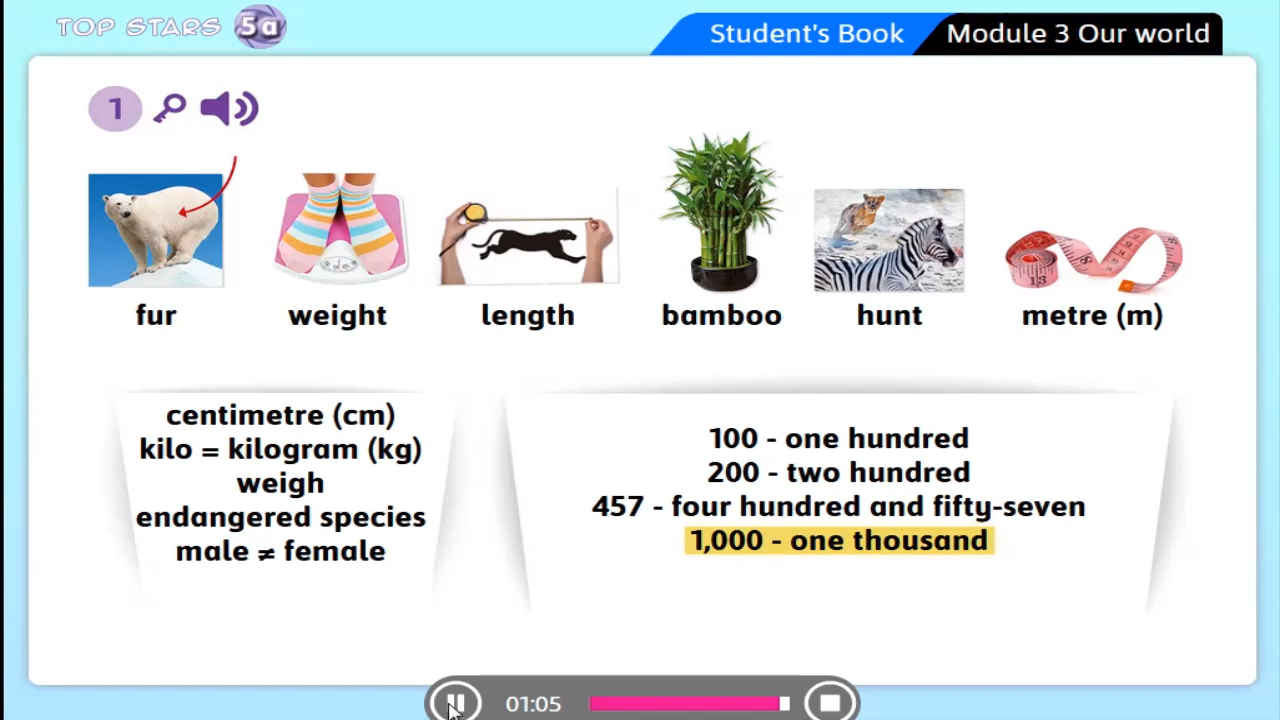 TOP STARS 5a
Student's Book
Module 3 Our world
1
fur
weight
length
bamboo
hunt
metre (m)
centimetre (cm)
kilo = kilogram (kg)
weigh
endangered species
male ≠ female
100 - one hundred
200 - two hundred
457 - four hundred and fifty-seven
1,000 - one thousand
01:05